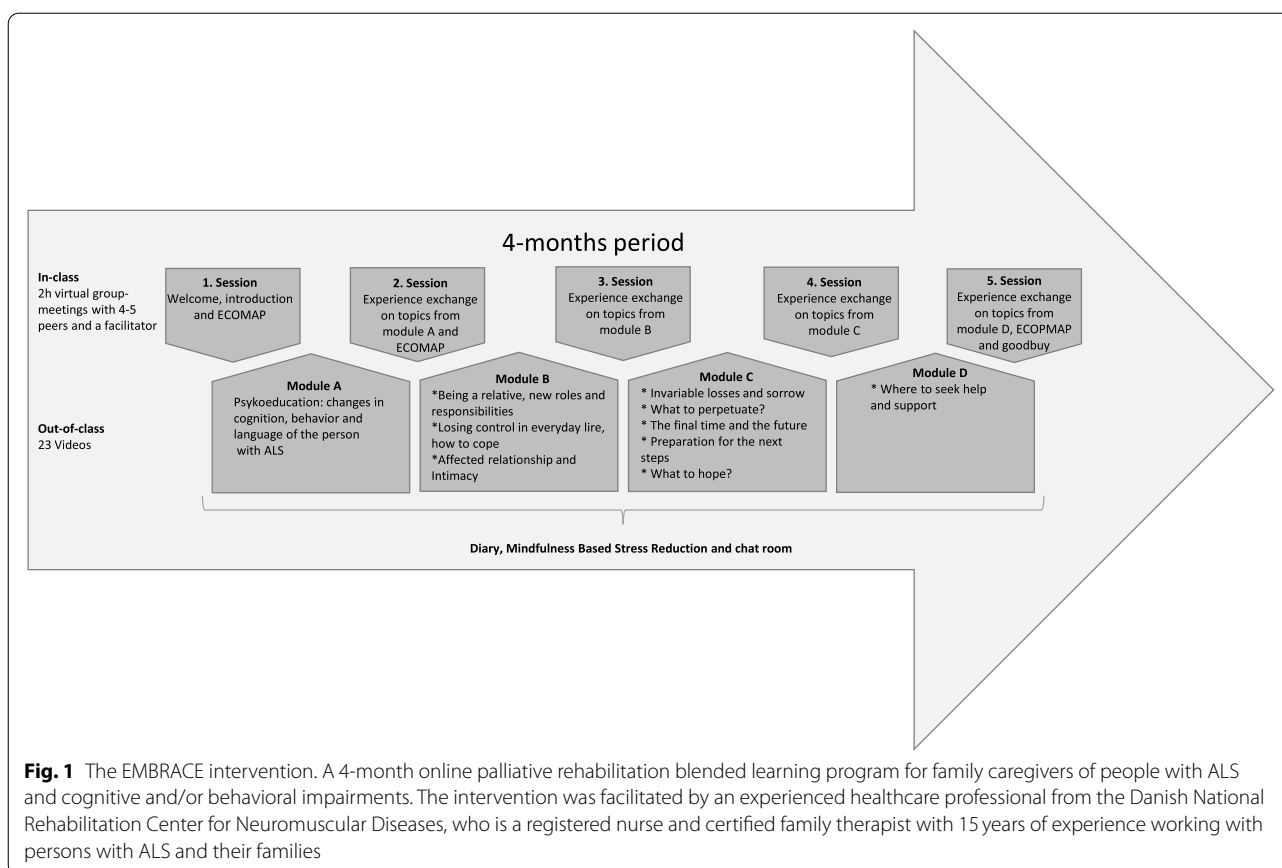 4-months period
In-class
2h virtual group-
meetings with 4-5
peers and a facilitator
1. Session
Welcome, introduction
and ECOMAP
2. Session
Experience exchange
on topics from
module A and
ECOMAP
3. Session
Experience exchange
on topics from
module B
4. Session
Experience exchange
on topics from
module C
5. Session
Experience exchange
on topics from
module D, ECOPMAP
and goodbuy
Out-of-class
23 Videos
Module A
Psykoeducation: changes in
cognition, behavior and
language of the person
with ALS
Module B
*Being a relative, new roles and
responsibilities
*Losing control in everyday lire,
how to cope
*Affected relationship and
Intimacy
Module C
* Invariable losses and sorrow
* What to perpetuate?
* The final time and the future
* Preparation for the next
steps
* What to hope?
Module D
* Where to seek help
and support
Diary, Mindfulness Based Stress Reduction and chat room
Fig. 1 The EMBRACE intervention. A 4-month online palliative rehabilitation blended learning program for family caregivers of people with ALS
and cognitive and/or behavioral impairments. The intervention was facilitated by an experienced healthcare professional from the Danish National
Rehabilitation Center for Neuromuscular Diseases, who is a registered nurse and certified family therapist with 15 years of experience working with
persons with ALS and their families